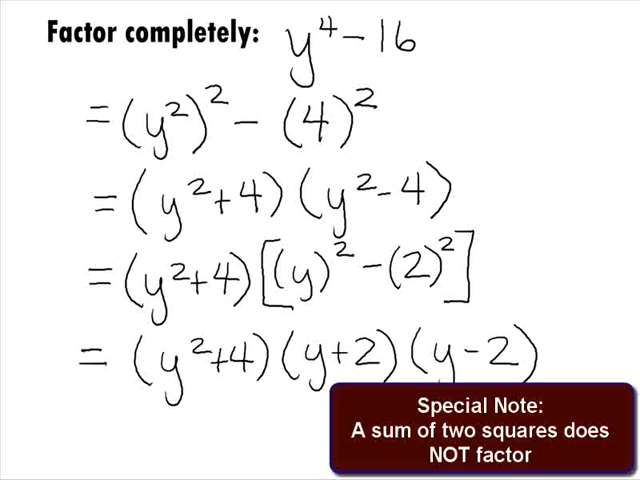 Factor completely: y⁴ - 16
= (y²)² - (4)²
= (y² + 4) (y² - 4)
= (y² + 4) [(y)² - (2)²]
= (y² + 4) (y + 2) (y - 2)
Special Note:
A sum of two squares does
NOT factor